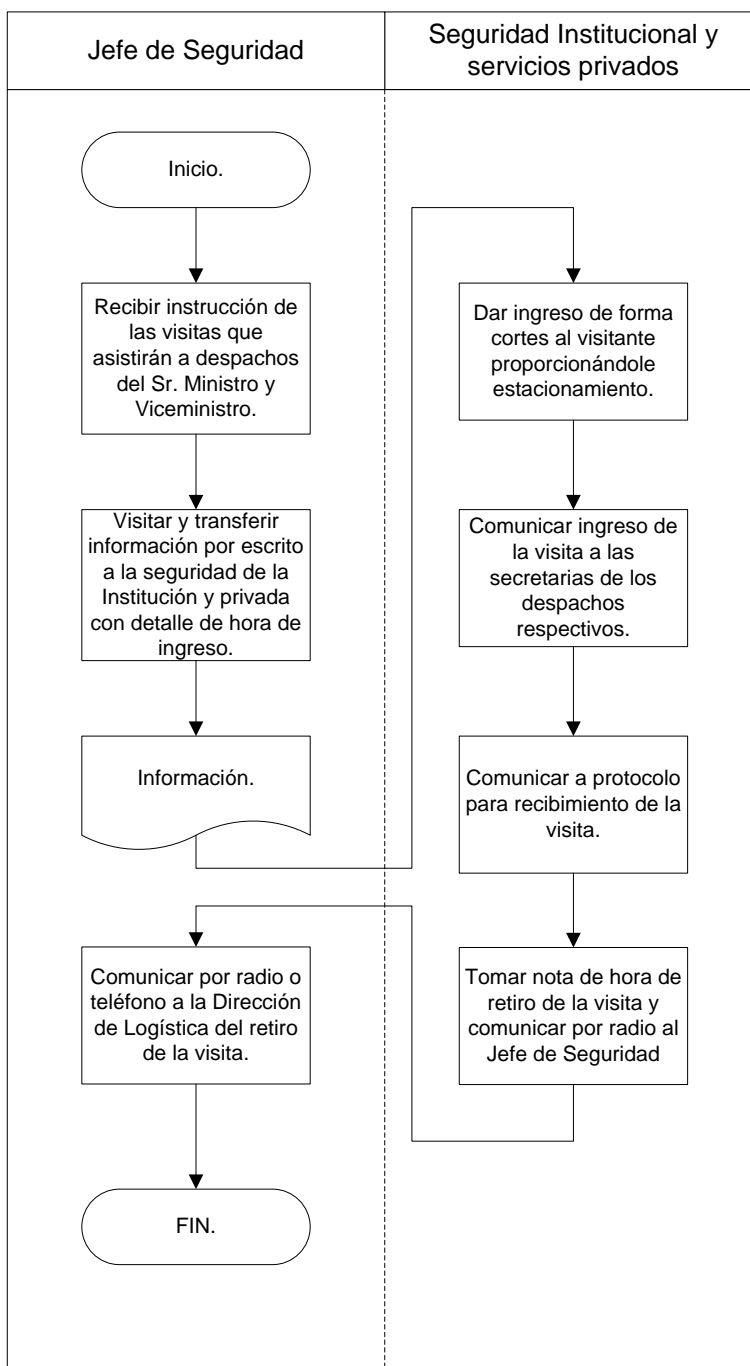 Jefe de Seguridad
Seguridad Institucional y
servicios privados
Inicio.
Recibir instrucción de
las visitas que
asistirán a despachos
del Sr. Ministro y
Viceministro.
Visitar y transferir
información por escrito
a la seguridad de la
Institución y privada
con detalle de hora de
ingreso.
Información.
Dar ingreso de forma
cortes al visitante
proporcionándole
estacionamiento.
Comunicar ingreso de
la visita a las
secretarias de los
despachos
respectivos.
Comunicar a protocolo
para recibimiento de la
visita.
Tomar nota de hora de
retiro de la visita y
comunicar por radio al
Jefe de Seguridad
Comunicar por radio o
teléfono a la Dirección
de Logística del retiro
de la visita.
FIN.